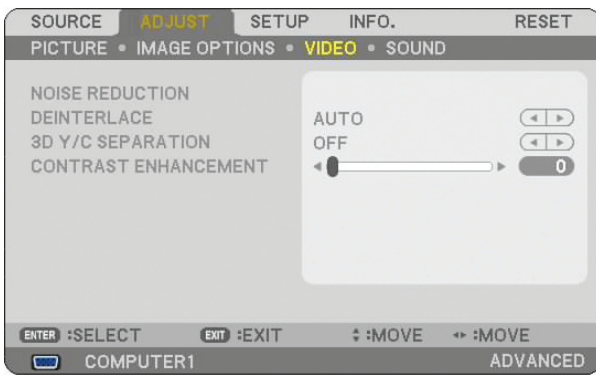 SOURCE ADJUST SETUP INFO. RESET
PICTURE • IMAGE OPTIONS • VIDEO • SOUND
NOISE REDUCTION
DEINTERLACE AUTO
3D Y/C SEPARATION OFF
CONTRAST ENHANCEMENT 0
ENTER :SELECT EXIT :EXIT :MOVE :MOVE
COMPUTER1 ADVANCED